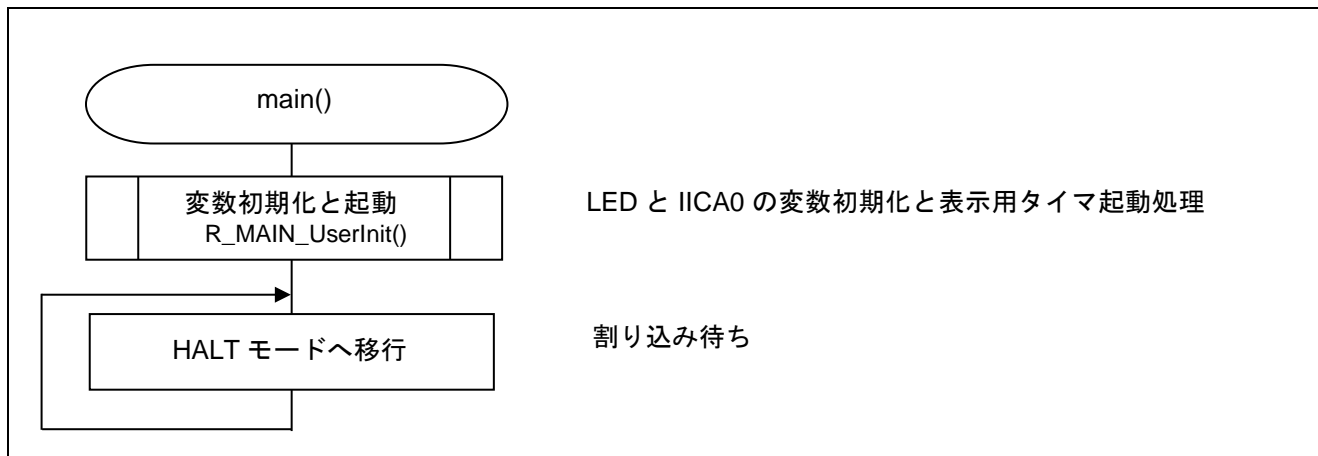 main()
変数初期化と起動
R_MAIN_UserInit()
LED と IICA0 の変数初期化と表示用タイマ起動処理
HALT モードへ移行
割り込み待ち